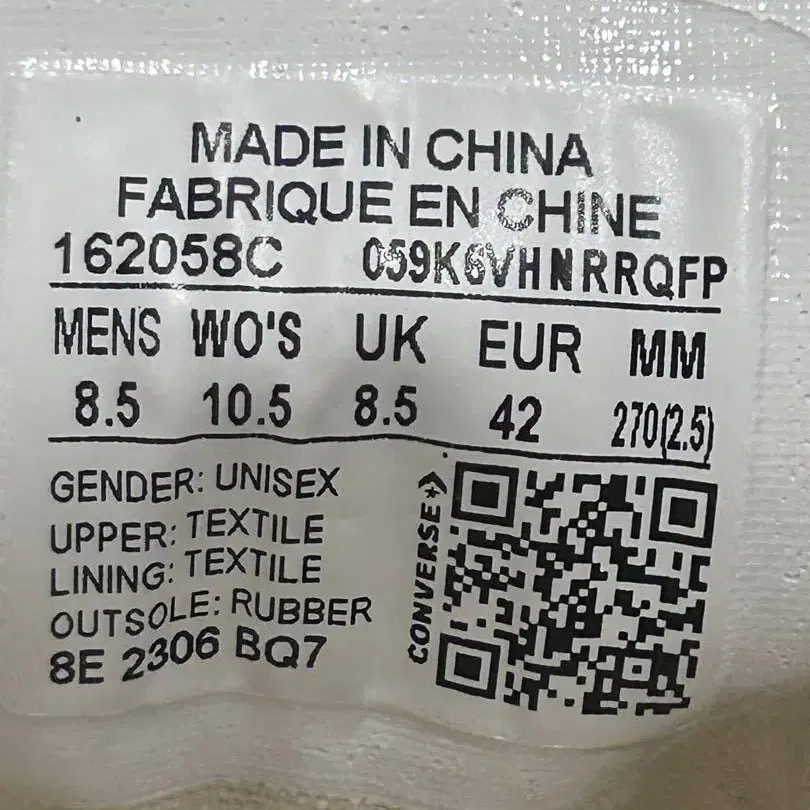 MADE IN CHINA
FABRIQUE EN CHINE
162058C 059K6VHNRRQFP
MENS WO'S UK EUR MM
8.5 10.5 8.5 42 270(2.5)
GENDER: UNISEX
UPPER: TEXTILE
LINING: TEXTILE
OUTSOLE: RUBBER
8E 2306 BQ7
CONVERSE